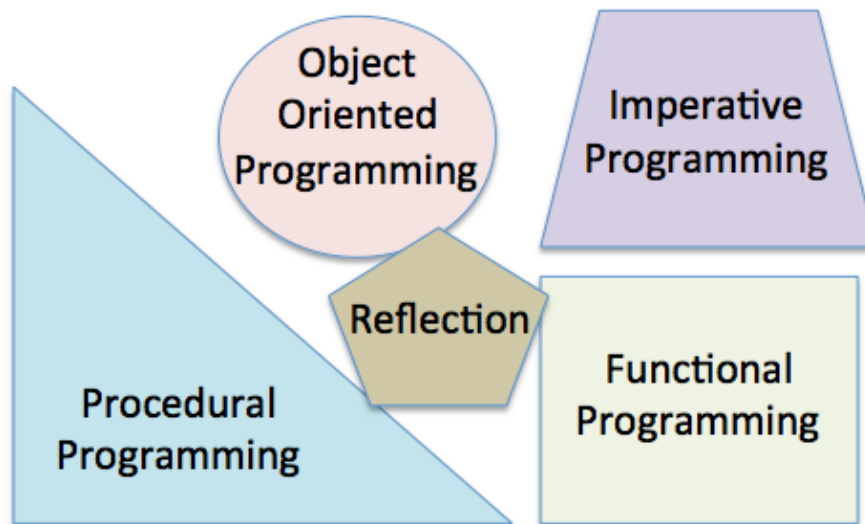 Object
Oriented
Programming
Imperative
Programming
Reflection
Procedural
Programming
Functional
Programming